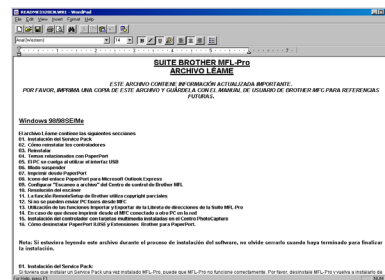 README3320KN.WRI - WordPad
File Edit View Insert Format Help
Arial (Western) 14
SUITE BROTHER MFL-Pro
ARCHIVO LÉAME
ESTE ARCHIVO CONTIENE INFORMACIÓN ACTUALIZADA IMPORTANTE.
POR FAVOR, IMPRIMA UNA COPIA DE ESTE ARCHIVO Y GUÁRDELA CON EL MANUAL DE USUARIO DE BROTHER MFC PARA REFERENCIAS
FUTURAS.
Windows 98/98SE/Me
El archivo Léame contiene las siguientes secciones
01. Instalación del Service Pack
02. Cómo reinstalar los controladores
03. Reinstalar
04. Temas relacionados con PaperPort
05. El PC se cuelga al utilizar el interfaz USB
06. Modo suspender
07. Imprimir desde PaperPort
08. Icono del enlace PaperPort para Microsoft Outlook Express
09. Configurar "Escaneo a archivo" del Centro de control de Brother MFL
10. Resolución del escáner
11. La función RemoteSetup de Brother utiliza copyright parciales
12. Si no se pueden enviar PC faxes desde MFC
13. Utilización de las funciones Importar y Exportar de la Libreta de direcciones de la Suite MFL Pro
14. En caso de que desee imprimir desde el MFC conectado a otro PC en la red
15. Instalación del controlador con tarjetas multimedia instaladas en el Centro PhotoCapture
16. Cómo desinstalar PaperPort 8.0SE y Extensiones Brother para PaperPort.
Nota: Si estuviera leyendo este archivo durante el proceso de instalación del software, no olvide cerrarlo cuando haya terminado para finalizar
la instalación.
01. Instalación del Service Pack:
Si tuviera que instalar un Service Pack una vez instalado MFL-Pro, puede que MFL-Pro no funcione correctamente. Por favor, desinstale MFL-Pro y vuelva a instalarlo
For Help, press F1